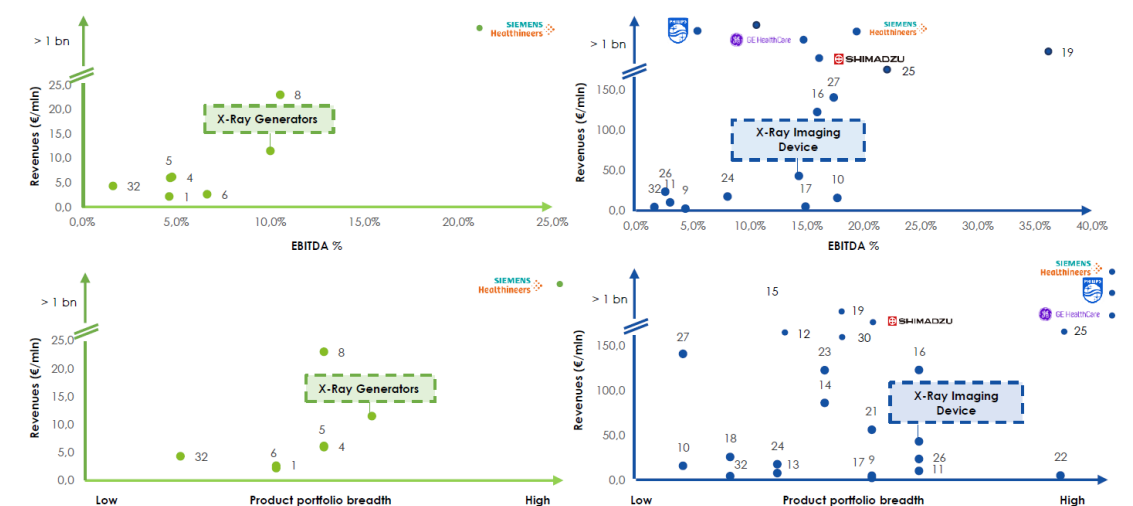 SIEMENS
Healthineers
> 1 bn
Revenues (€/mln)
25,0
20,0
15,0
10,0
5,0
0,0
8
X-Ray Generators
5
4
32
1
6
0,0%
5,0%
10,0%
15,0%
20,0%
25,0%
EBITDA %
PHILIPS
GE HealthCare
SIEMENS
Healthineers
SHIMADZU
19
25
> 1 bn
Revenues (€/mln)
150,0
100,0
50,0
0,0
27
16
X-Ray Imaging
Device
26
32
11
9
24
17
10
0,0%
5,0%
10,0%
15,0%
20,0%
25,0%
30,0%
35,0%
40,0%
EBITDA %
SIEMENS
Healthineers
> 1 bn
Revenues (€/mln)
25,0
20,0
15,0
10,0
5,0
0,0
8
X-Ray Generators
5
4
32
6
1
Low
Product portfolio breadth
High
SIEMENS
Healthineers
PHILIPS
GE HealthCare
> 1 bn
Revenues (€/mln)
150,0
100,0
50,0
0,0
15
19
SHIMADZU
12
30
25
27
23
16
14
X-Ray Imaging
Device
21
10
18
32
24
13
17
9
26
11
22
Low
Product portfolio breadth
High